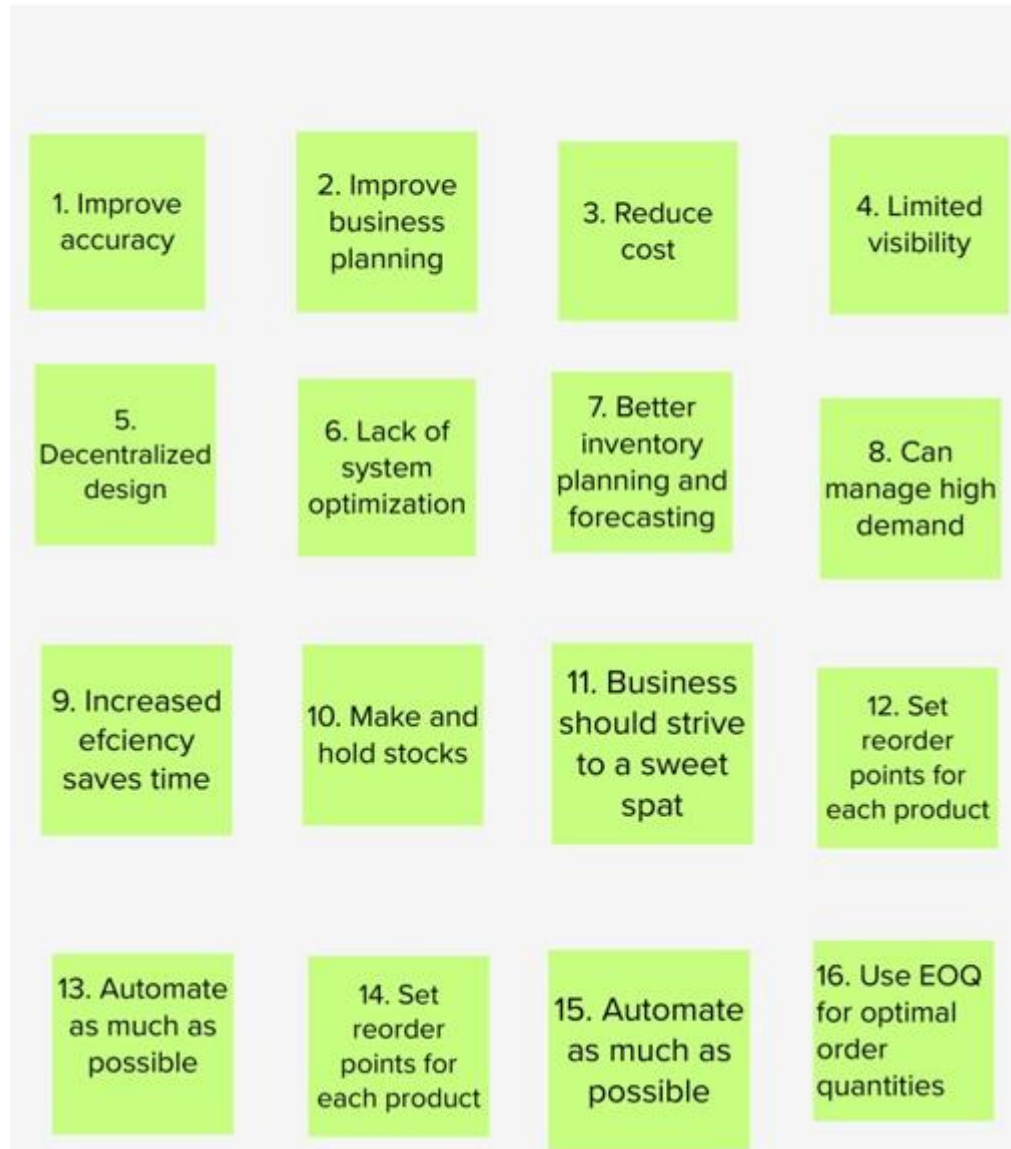 1. Improve
accuracy
2. Improve
business
planning
3. Reduce
cost
4. Limited
visibility
5.
Decentralized
design
6. Lack of
system
optimization
7. Better
inventory
planning and
forecasting
8. Can
manage high
demand
9. Increased
efciency
saves time
10. Make and
hold stocks
11. Business
should strive
to a sweet
spat
12. Set
reorder
points for
each product
13. Automate
as much as
possible
14. Set
reorder
points for
each product
15. Automate
as much as
possible
16. Use EOQ
for optimal
order
quantities